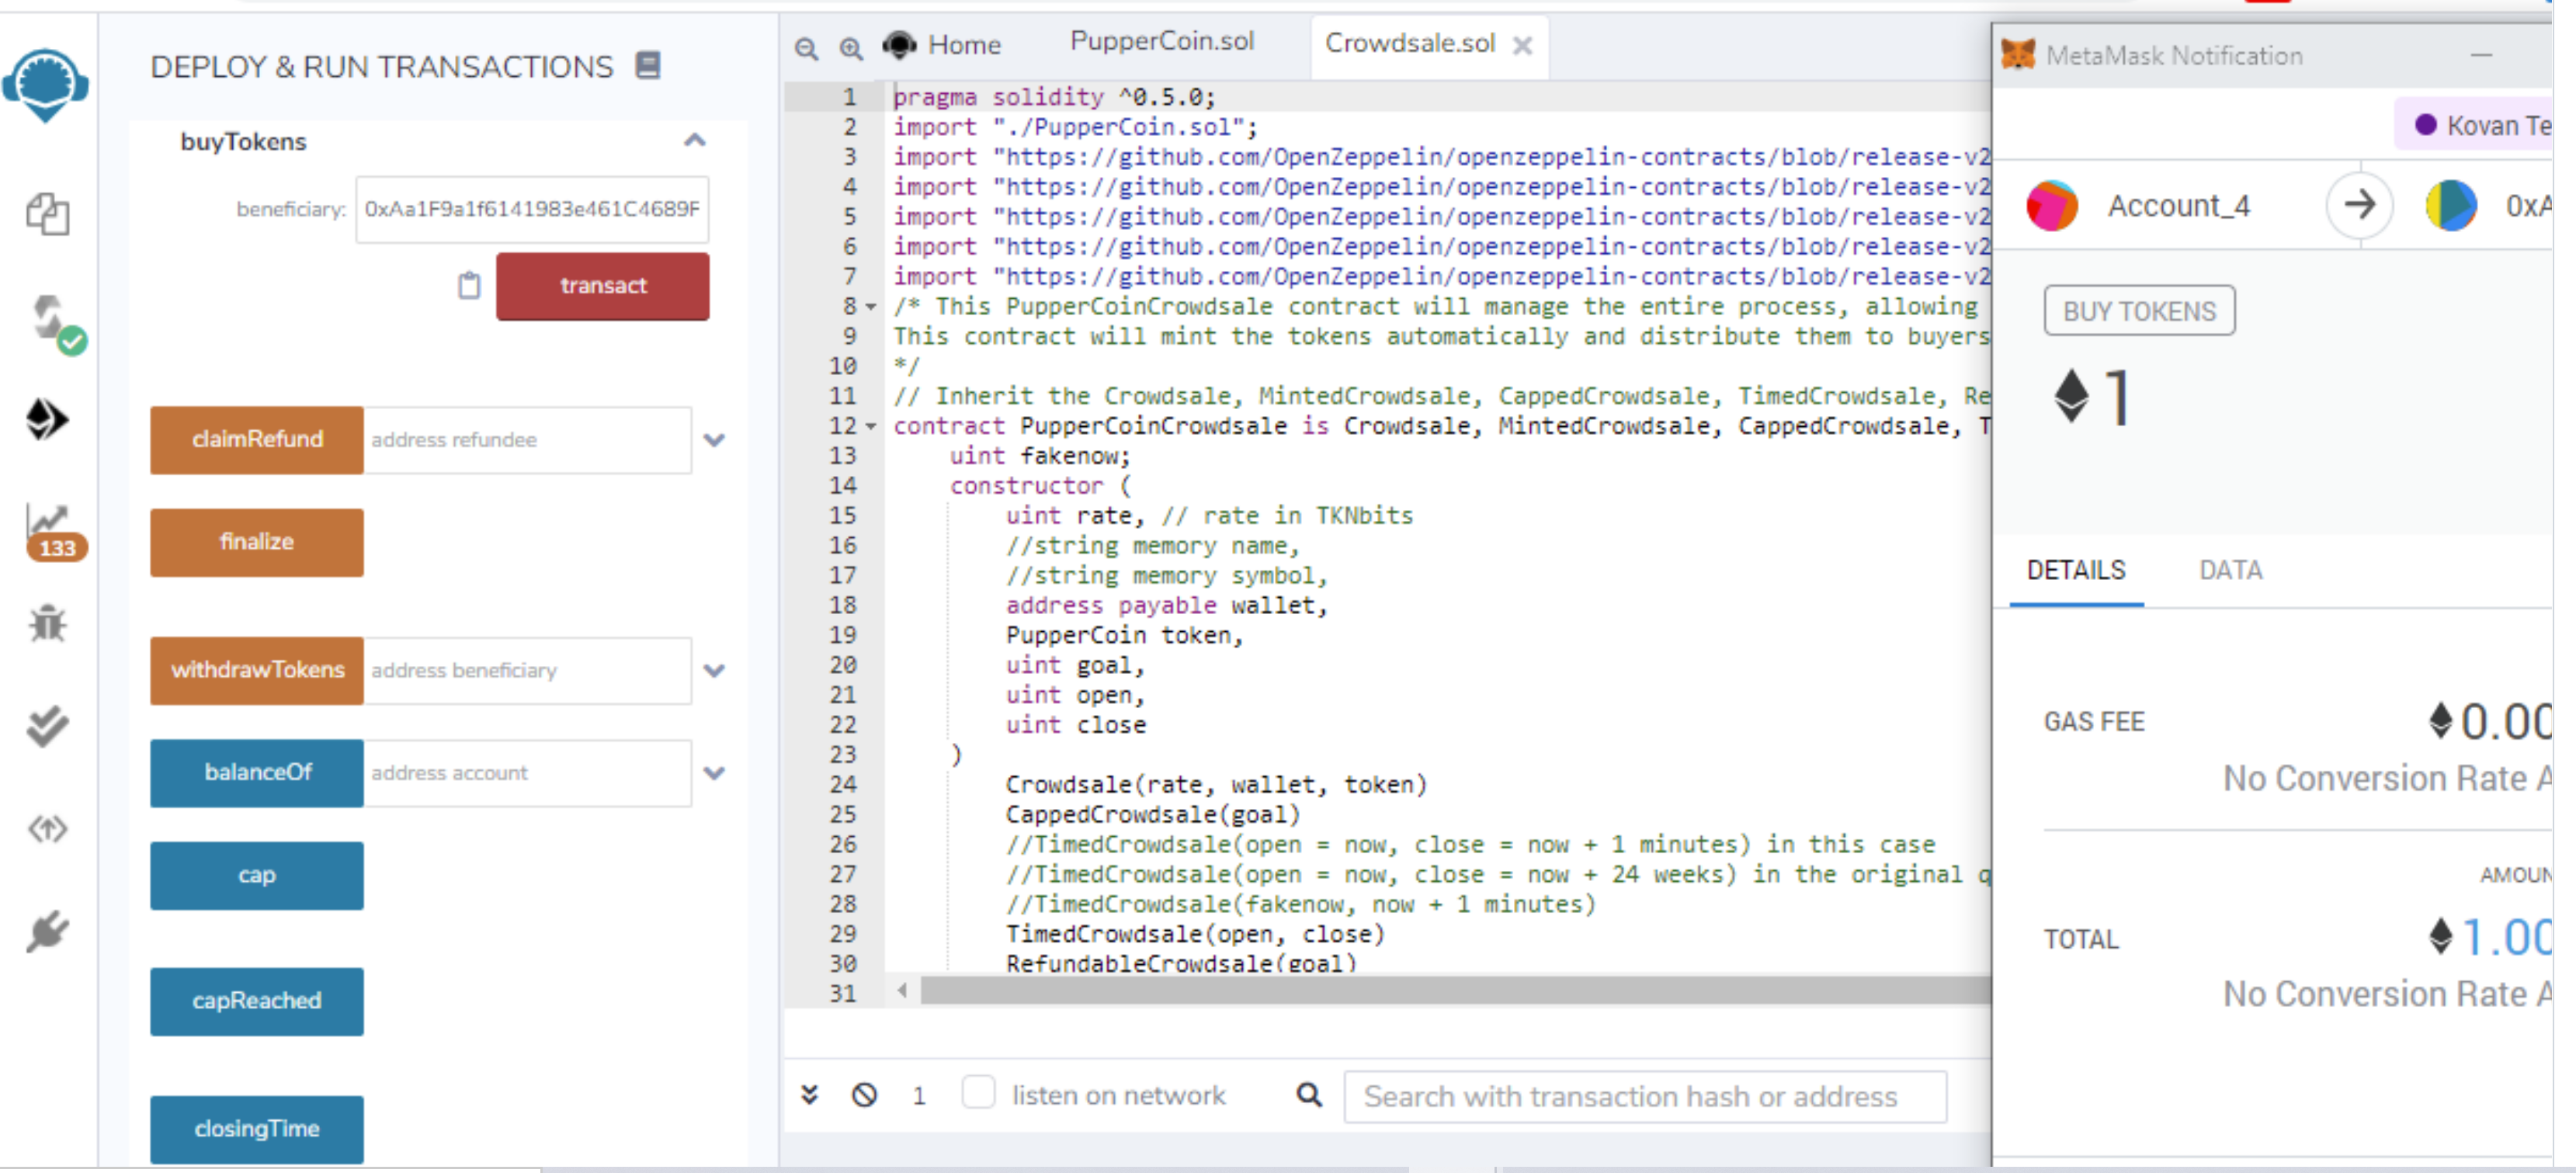 DEPLOY & RUN TRANSACTIONS
buyTokens
beneficiary: 0xAa1F9a1f6141983e461C4689F
transact
claimRefund address refundee
finalize
133
withdrawTokens address beneficiary
balanceOf address account
cap
capReached
closingTime
Home PupperCoin.sol Crowdsale.sol
1 pragma solidity ^0.5.0;
2 import "./PupperCoin.sol";
3 import "https://github.com/OpenZeppelin/openzeppelin-contracts/blob/release-v2
4 import "https://github.com/OpenZeppelin/openzeppelin-contracts/blob/release-v2
5 import "https://github.com/OpenZeppelin/openzeppelin-contracts/blob/release-v2
6 import "https://github.com/OpenZeppelin/openzeppelin-contracts/blob/release-v2
7 import "https://github.com/OpenZeppelin/openzeppelin-contracts/blob/release-v2
8 /* This PupperCoinCrowdsale contract will manage the entire process, allowing
9 This contract will mint the tokens automatically and distribute them to buyers
10 */
11 // Inherit the Crowdsale, MintedCrowdsale, CappedCrowdsale, TimedCrowdsale, Re
12 contract PupperCoinCrowdsale is Crowdsale, MintedCrowdsale, CappedCrowdsale, T
13 uint fakenow;
14 constructor (
15 uint rate, // rate in TKNbits
16 //string memory name,
17 //string memory symbol,
18 address payable wallet,
19 PupperCoin token,
20 uint goal,
21 uint open,
22 uint close
23 )
24 Crowdsale(rate, wallet, token)
25 CappedCrowdsale(goal)
26 //TimedCrowdsale(open = now, close = now + 1 minutes) in this case
27 //TimedCrowdsale(open = now, close = now + 24 weeks) in the original q
28 //TimedCrowdsale(fakenow, now + 1 minutes)
29 TimedCrowdsale(open, close)
30 RefundableCrowdsale(goal)
31
1 listen on network Search with transaction hash or address
MetaMask Notification
Kovan Te
Account_4 0xA
BUY TOKENS
1
DETAILS DATA
GAS FEE 0.00
No Conversion Rate A
AMOUN
TOTAL 1.00
No Conversion Rate A